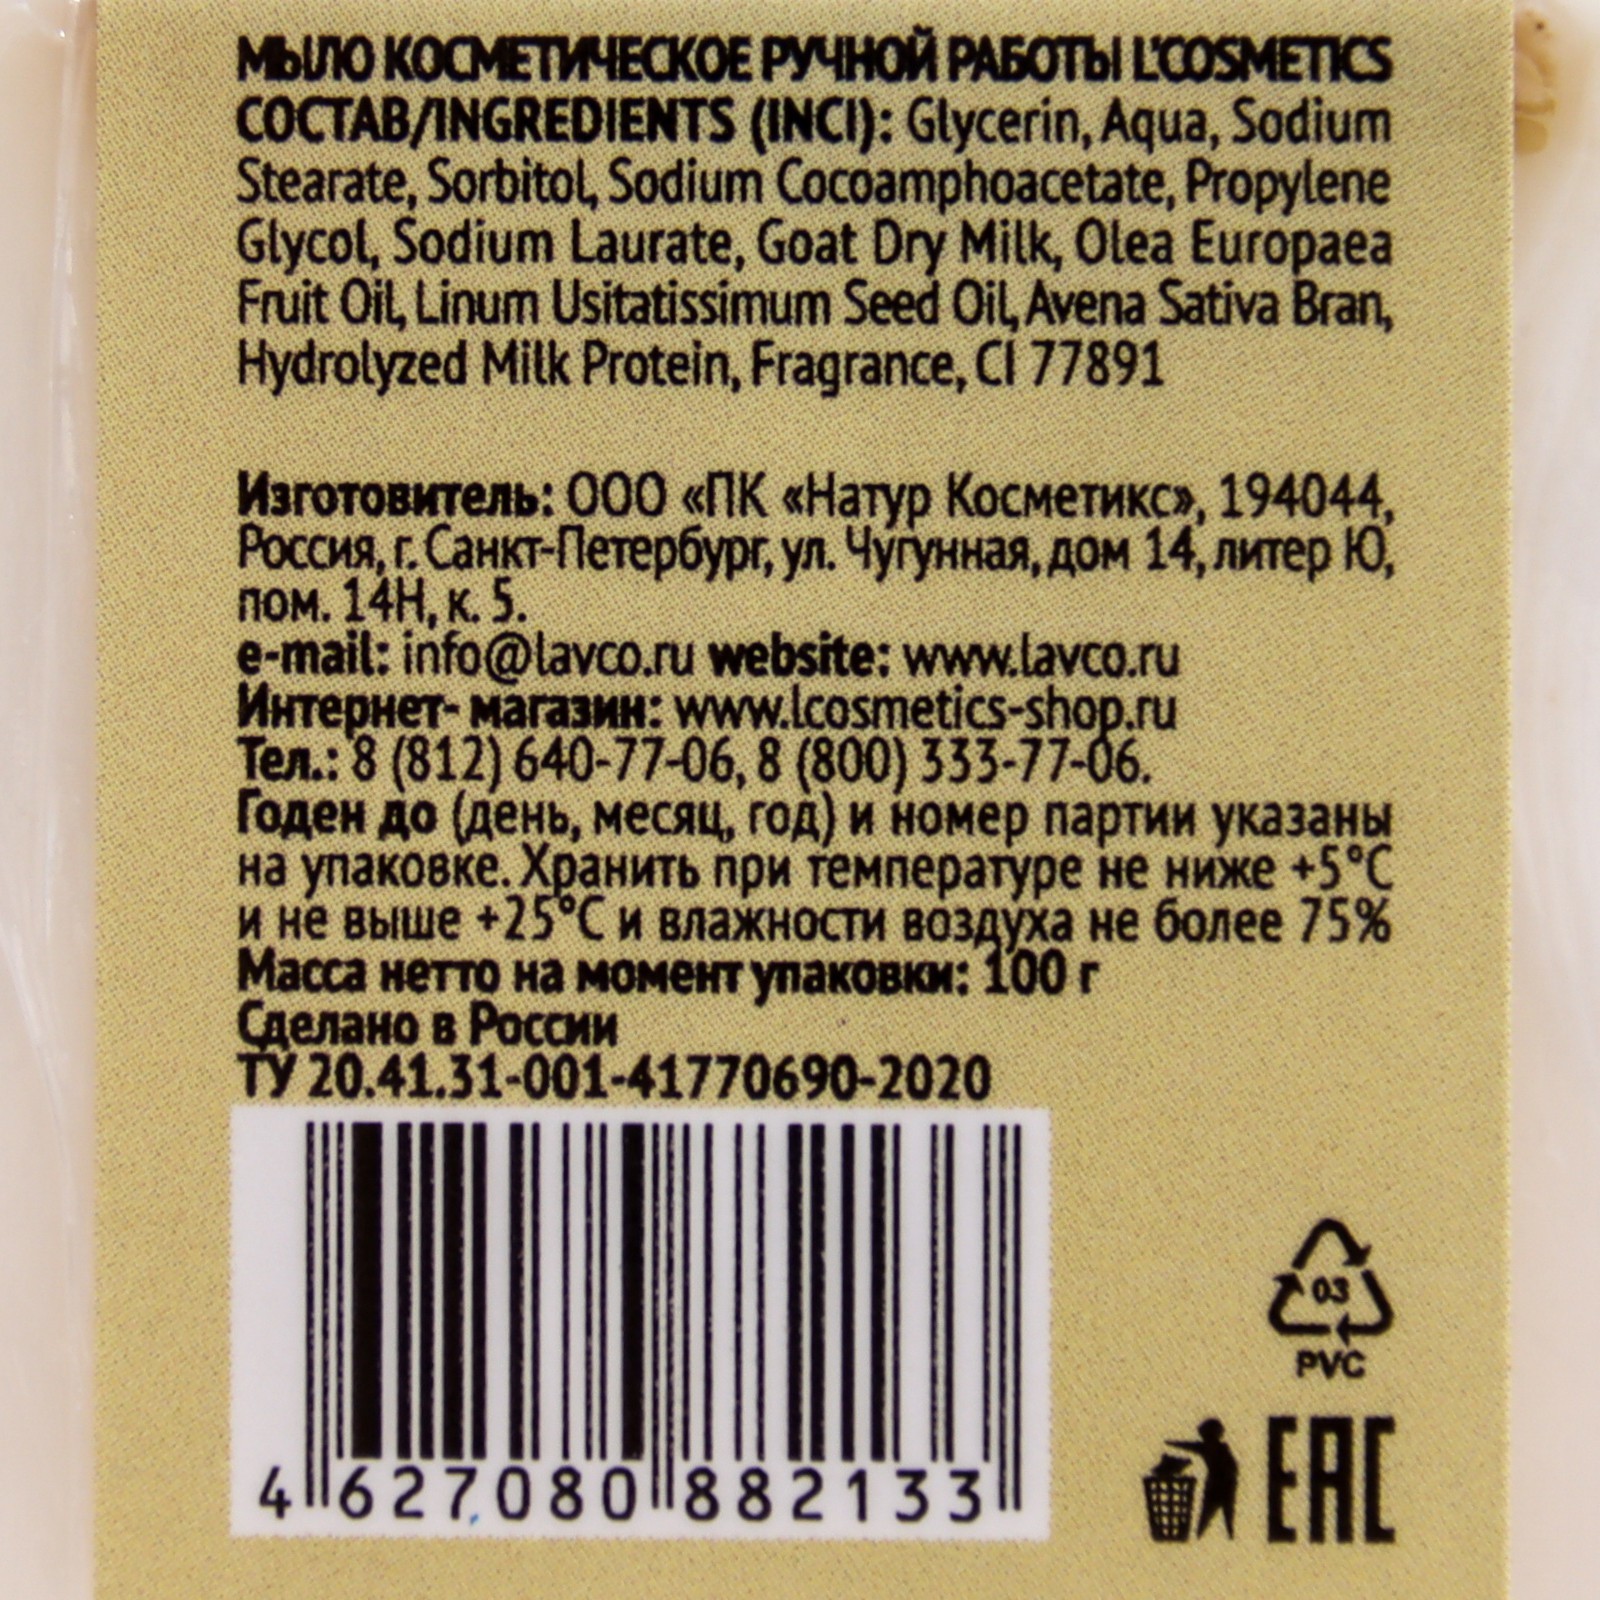 МЫЛО КОСМЕТИЧЕСКОЕ РУЧНОЙ РАБОТЫ L'COSMETICS
СОСТАВ/INGREDIENTS (INCI): Glycerin, Aqua, Sodium
Stearate, Sorbitol, Sodium Cocoamphoacetate, Propylene
Glycol, Sodium Laurate, Goat Dry Milk, Olea Europaea
Fruit Oil, Linum Usitatissimum Seed Oil, Avena Sativa Bran,
Hydrolyzed Milk Protein, Fragrance, CI 77891
Изготовитель: ООО «ПК «Натур Косметикс», 194044,
Россия, г. Санкт-Петербург, ул. Чугунная, дом 14, литер Ю,
пом. 14Н, к. 5.
e-mail: info@lavco.ru website: www.lavco.ru
Интернет- магазин: www.lcosmetics-shop.ru
Тел.: 8 (812) 640-77-06, 8 (800) 333-77-06.
Годен до (день, месяц, год) и номер партии указаны
на упаковке. Хранить при температуре не ниже +5°С
и не выше +25°С и влажности воздуха не более 75%
Масса нетто на момент упаковки: 100 г
Сделано в России
ТУ 20.41.31-001-41770690-2020
03
PVC
EAC
4 627080 882133